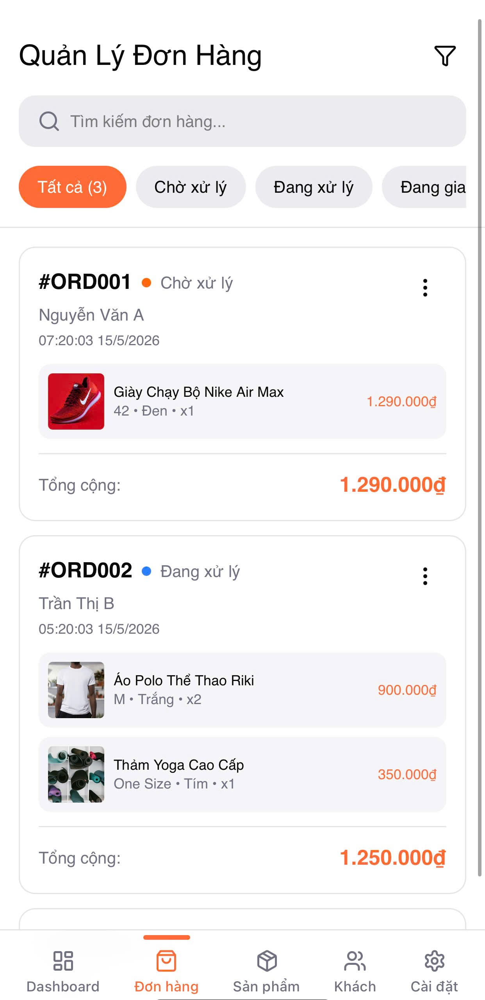 Quản Lý Đơn Hàng
Tìm kiếm đơn hàng...
Tất cả (3)
Chờ xử lý
Đang xử lý
Đang gia
#ORD001 • Chờ xử lý
Nguyễn Văn A
07:20:03 15/5/2026
Giày Chạy Bộ Nike Air Max
42 • Đen • x1
1.290.000₫
Tổng cộng:
1.290.000₫
#ORD002 • Đang xử lý
Trần Thị B
05:20:03 15/5/2026
Áo Polo Thể Thao Riki
M • Trắng • x2
900.000₫
Thảm Yoga Cao Cấp
One Size • Tím • x1
350.000₫
Tổng cộng:
1.250.000₫
Dashboard
Đơn hàng
Sản phẩm
Khách
Cài đặt